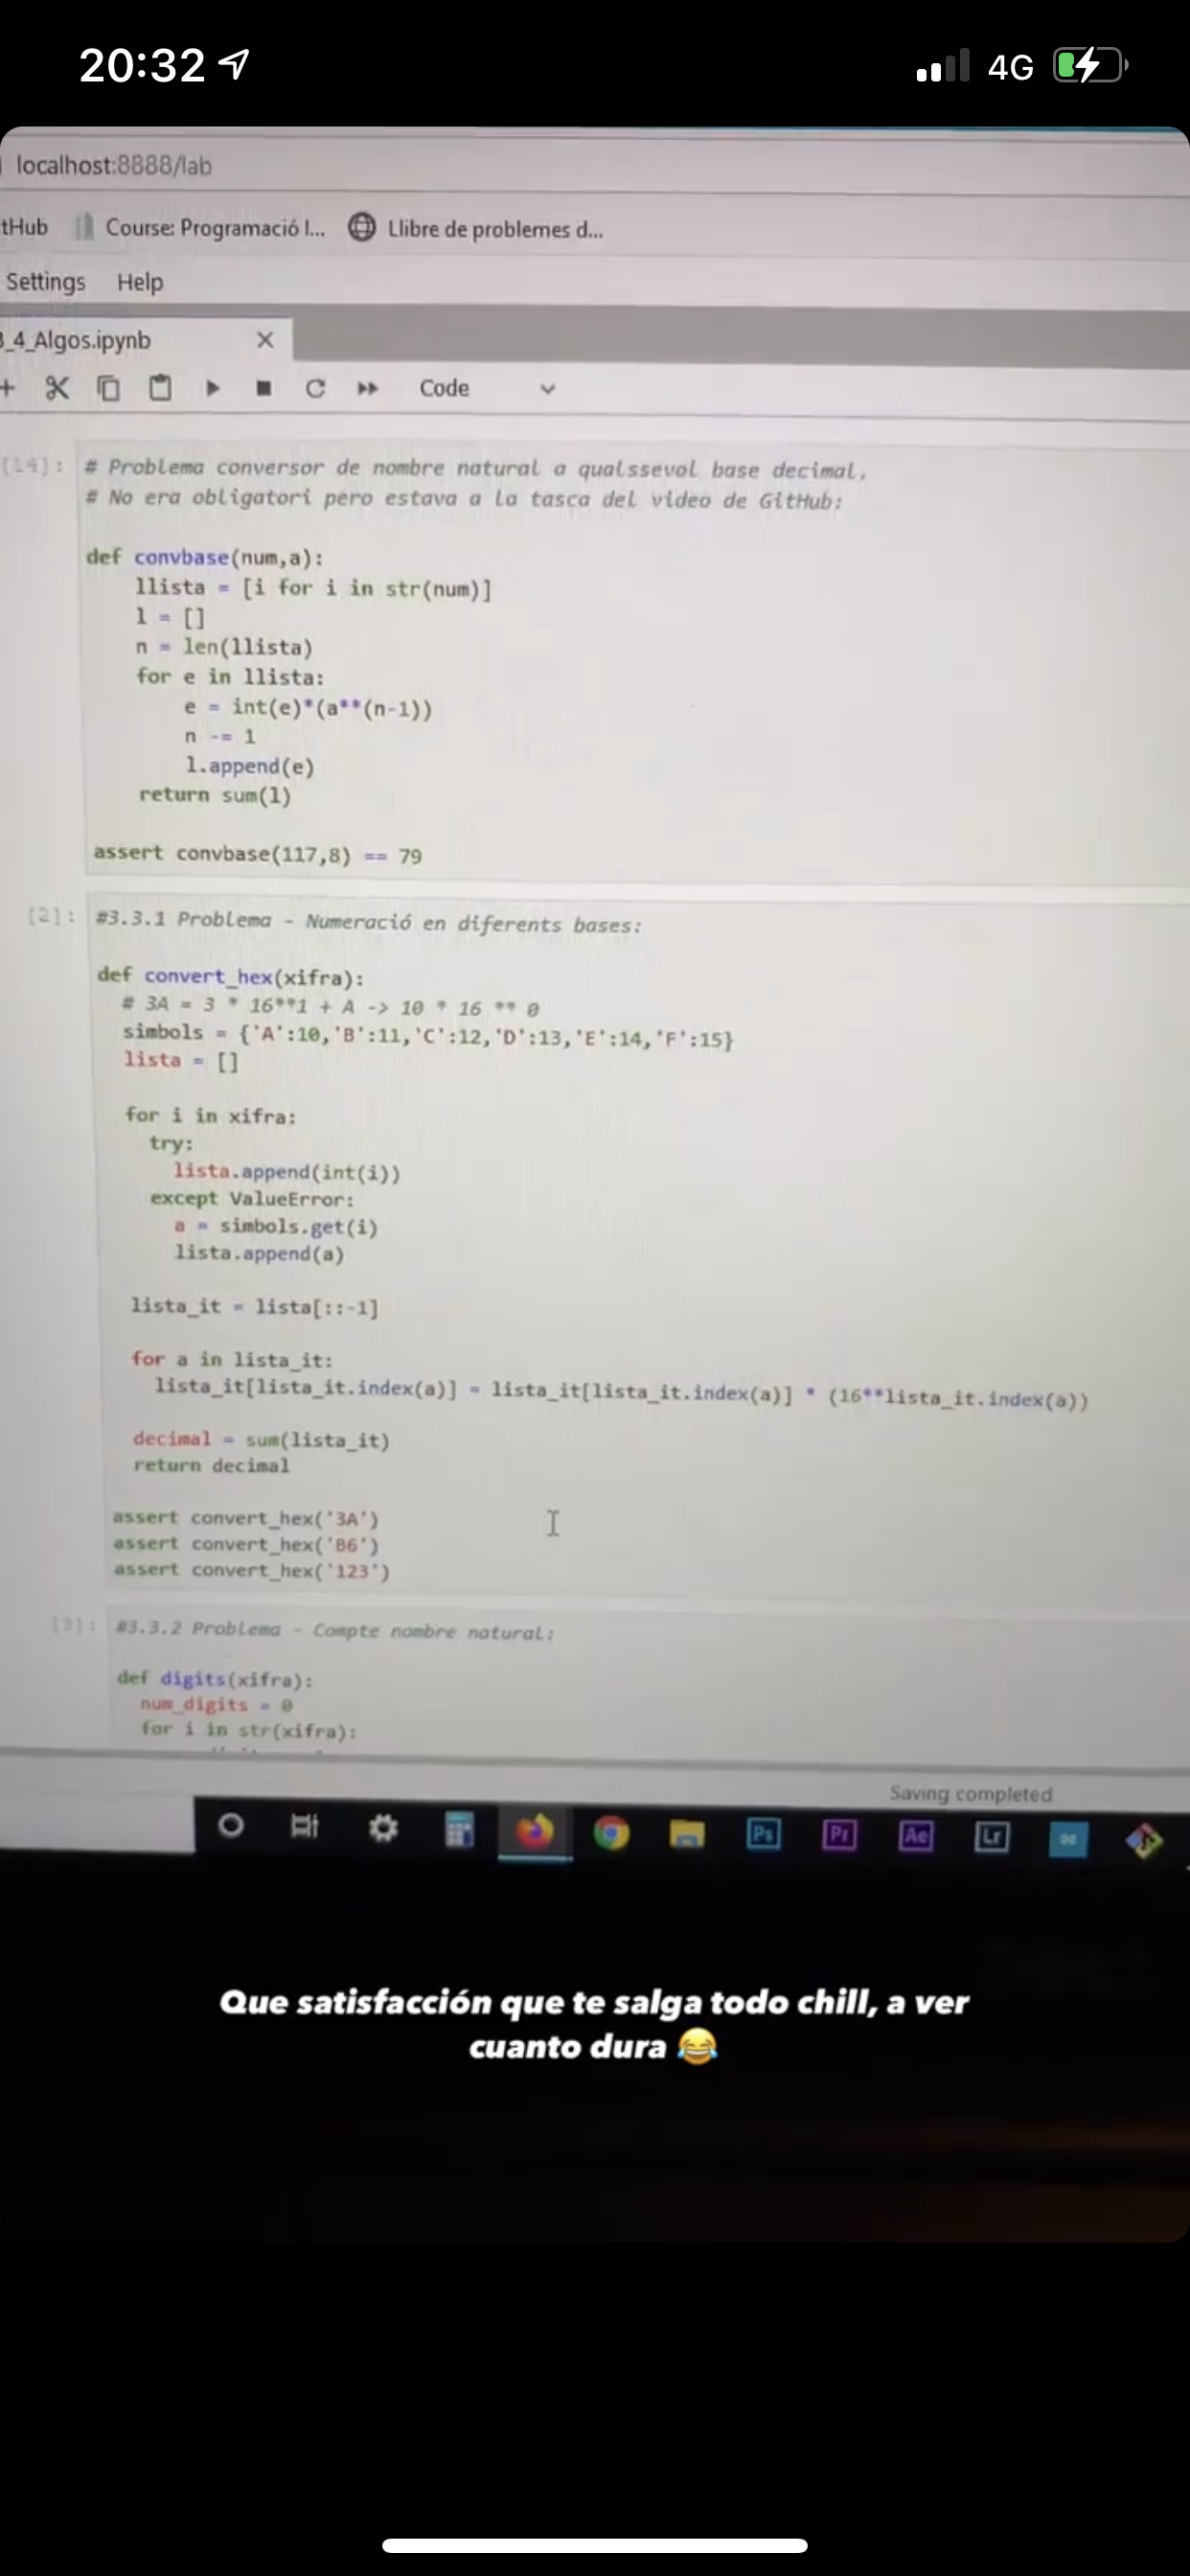 20:32
4G
localhost:8888/lab
tHub Course: Programació I... Llibre de problemes d...
Settings Help
3_4_Algos.ipynb
Code
[14]: # Problema conversor de nombre natural a qualssevol base decimal.
# No era obligatori pero estava a la tasca del video de GitHub:
def convbase(num,a):
llista = [i for i in str(num)]
l = []
n = len(llista)
for e in llista:
e = int(e)*(a**(n-1))
n -= 1
l.append(e)
return sum(l)
assert convbase(117,8) == 79
[2]: #3.3.1 Problema - Numeració en diferents bases:
def convert_hex(xifra):
# 3A = 3 * 16**1 + A -> 10 * 16 ** 0
simbols = {'A':10,'B':11,'C':12,'D':13,'E':14,'F':15}
lista = []
for i in xifra:
try:
lista.append(int(i))
except ValueError:
a = simbols.get(i)
lista.append(a)
lista_it = lista[::-1]
for a in lista_it:
lista_it[lista_it.index(a)] = lista_it[lista_it.index(a)] * (16**lista_it.index(a))
decimal = sum(lista_it)
return decimal
assert convert_hex('3A')
assert convert_hex('B6')
assert convert_hex('123')
[3]: #3.3.2 Problema - Compte nombre natural:
def digits(xifra):
num_digits = 0
for i in str(xifra):
Saving completed
Ps Pr Ae Lr
Que satisfacción que te salga todo chill, a ver
cuanto dura 😂